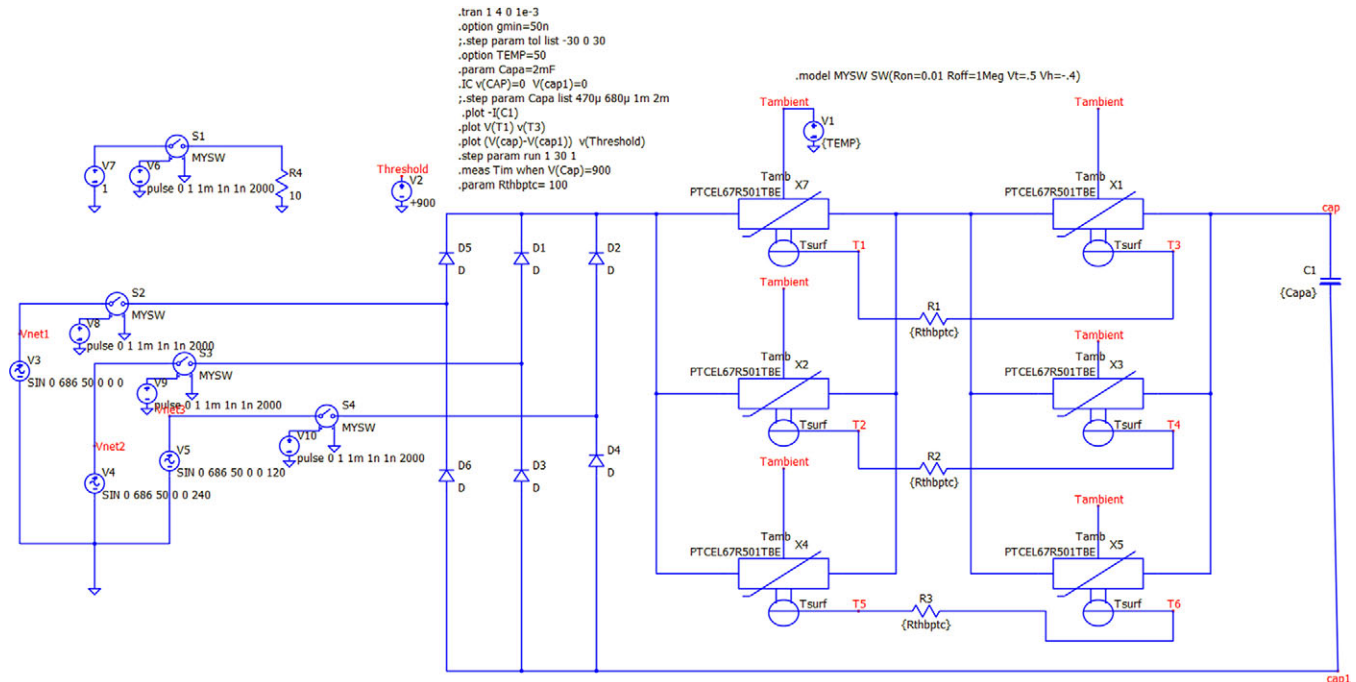 .tran 1 4 0 1e-3
.option gmin=50n
;.step param tol list -30 0 30
.option TEMP=50
.param Capa=2mF
.IC v(CAP)=0 V(cap1)=0
;.step param Capa list 470µ 680µ 1m 2m
.plot -I(C1)
.plot V(T1) v(T3)
.plot (V(cap)-V(cap1)) v(Threshold)
.step param run 1 30 1
.meas Tim when V(Cap)=900
.param Rthbptc= 100
.model MYSW SW(Ron=0.01 Roff=1Meg Vt=.5 Vh=-.4)
S1
MYSW
V7
1
V6
pulse 0 1 1m 1n 1n 2000
R4
10
Threshold
V2
+900
Tambient
V1
{TEMP}
Tamb
X7
PTCEL67R501TBE
Tsurf
T1
Tambient
Tamb
X1
PTCEL67R501TBE
Tsurf
T3
cap
C1
{Capa}
D5
D
D1
D
D2
D
S2
MYSW
V8
pulse 0 1 1m 1n 1n 2000
Vnet1
V3
SIN 0 686 50 0 0 0
S3
MYSW
V9
pulse 0 1 1m 1n 1n 2000
Vnet3
S4
MYSW
V10
pulse 0 1 1m 1n 1n 2000
Vnet2
V4
SIN 0 686 50 0 0 240
V5
SIN 0 686 50 0 0 120
D6
D
D3
D
D4
D
R1
{Rthbptc}
Tambient
Tamb
X2
PTCEL67R501TBE
Tsurf
T2
Tambient
Tamb
X3
PTCEL67R501TBE
Tsurf
T4
R2
{Rthbptc}
Tambient
Tamb
X4
PTCEL67R501TBE
Tsurf
T5
Tambient
Tamb
X5
PTCEL67R501TBE
Tsurf
T6
R3
{Rthbptc}
cap1